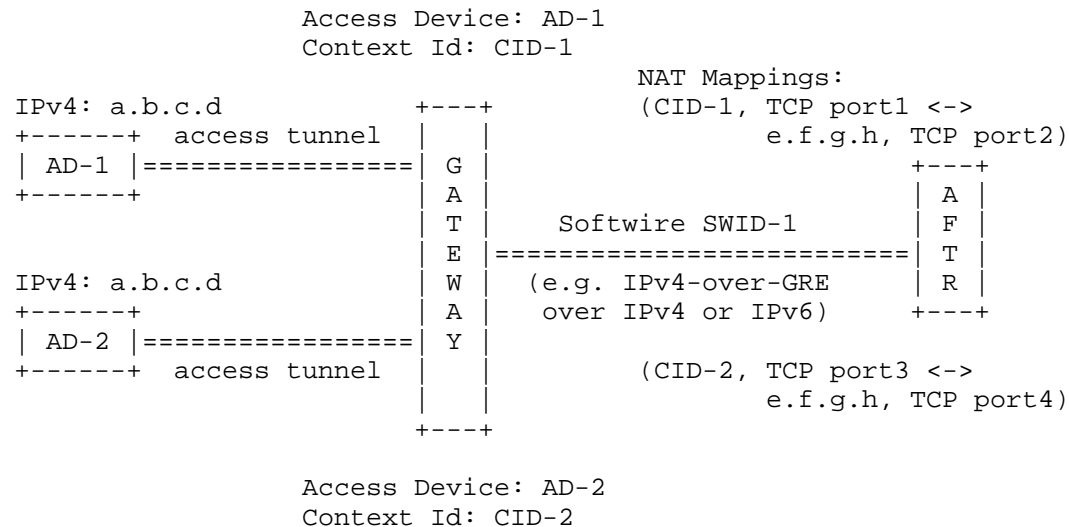 Access Device: AD-1
Context Id: CID-1
NAT Mappings:
IPv4: a.b.c.d +---+ (CID-1, TCP port1 <->
+------+ access tunnel | | e.f.g.h, TCP port2)
| AD-1 |=================| G | +---+
+------+ | A | | A |
| T | Softwire SWID-1 | F |
| E |==========================| T |
IPv4: a.b.c.d | W | (e.g. IPv4-over-GRE | R |
+------+ | A | over IPv4 or IPv6) +---+
| AD-2 |=================| Y |
+------+ access tunnel | | (CID-2, TCP port3 <->
| | e.f.g.h, TCP port4)
+---+
Access Device: AD-2
Context Id: CID-2